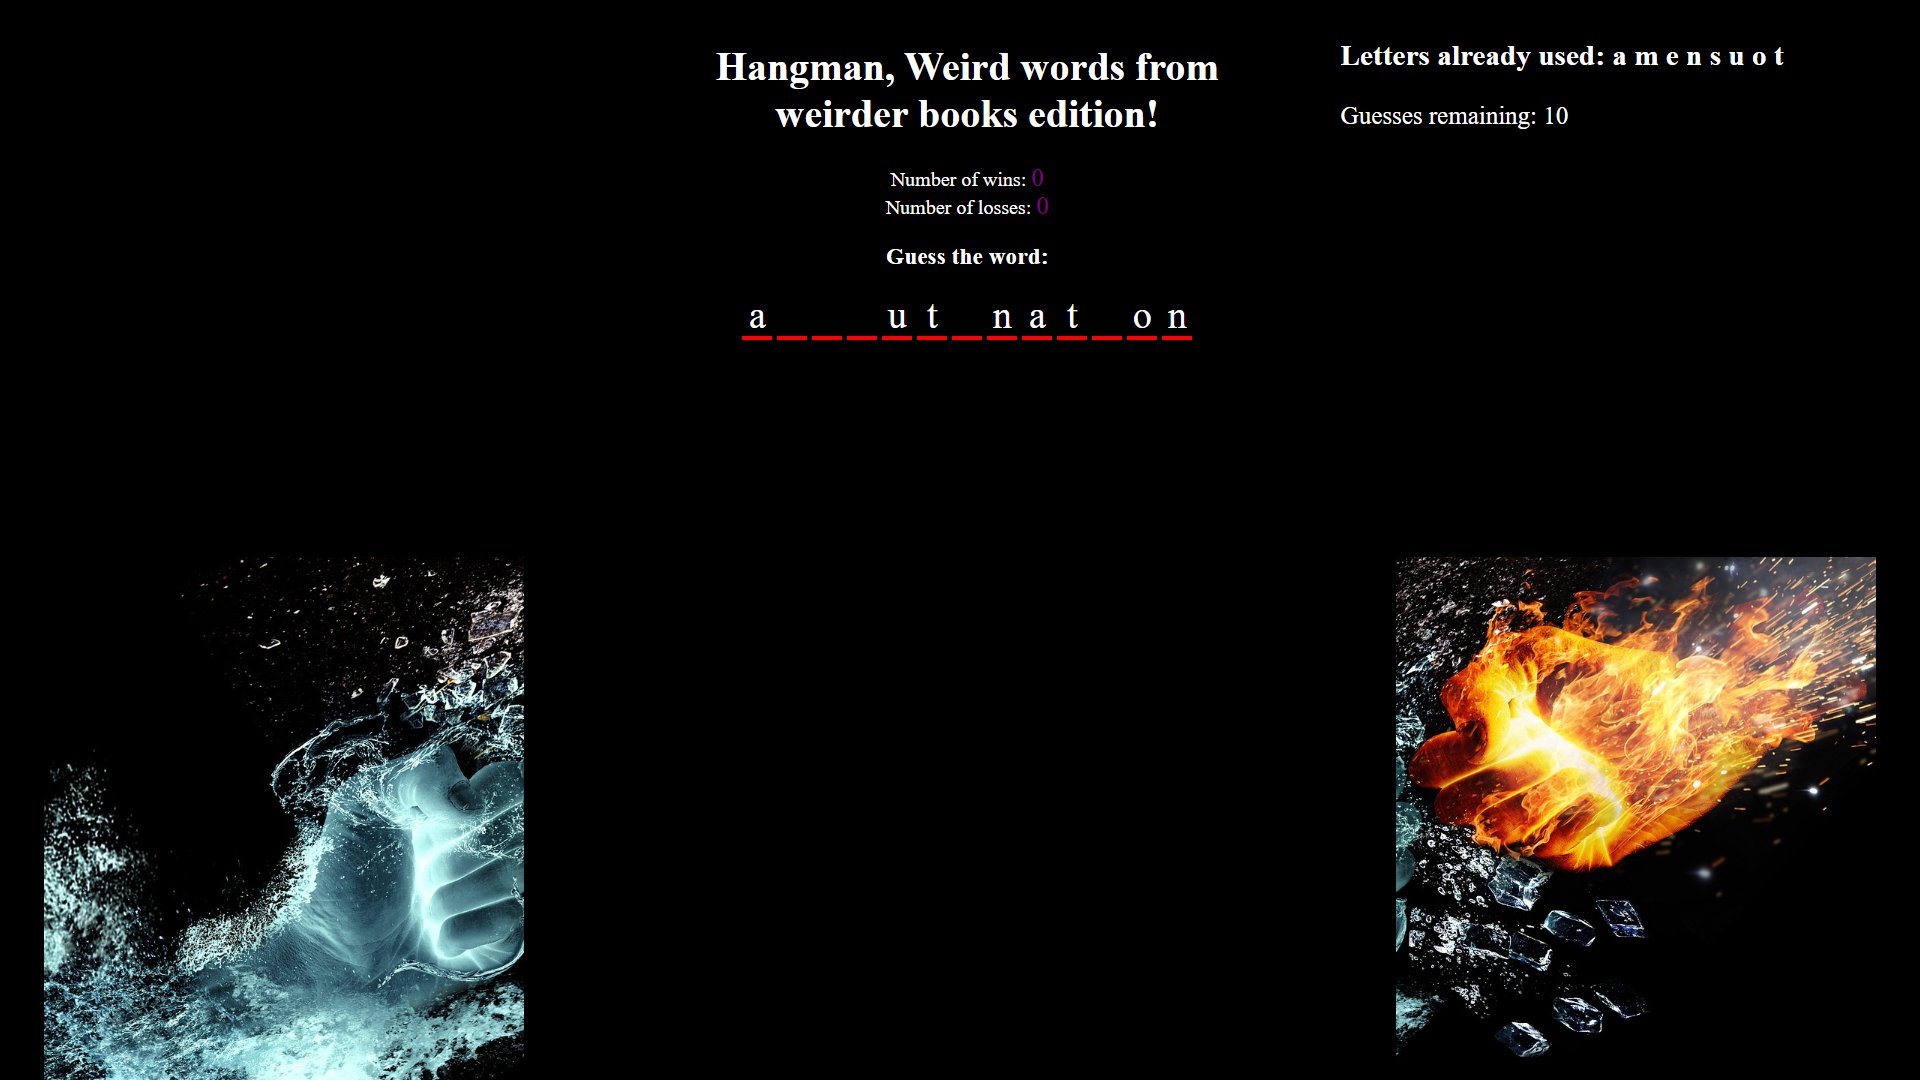 Hangman, Weird words from
weirder books edition!
Number of wins: 0
Number of losses: 0
Guess the word:
a _ _ _ u t _ n a t _ o n
Letters already used: a m e n s u o t
Guesses remaining: 10